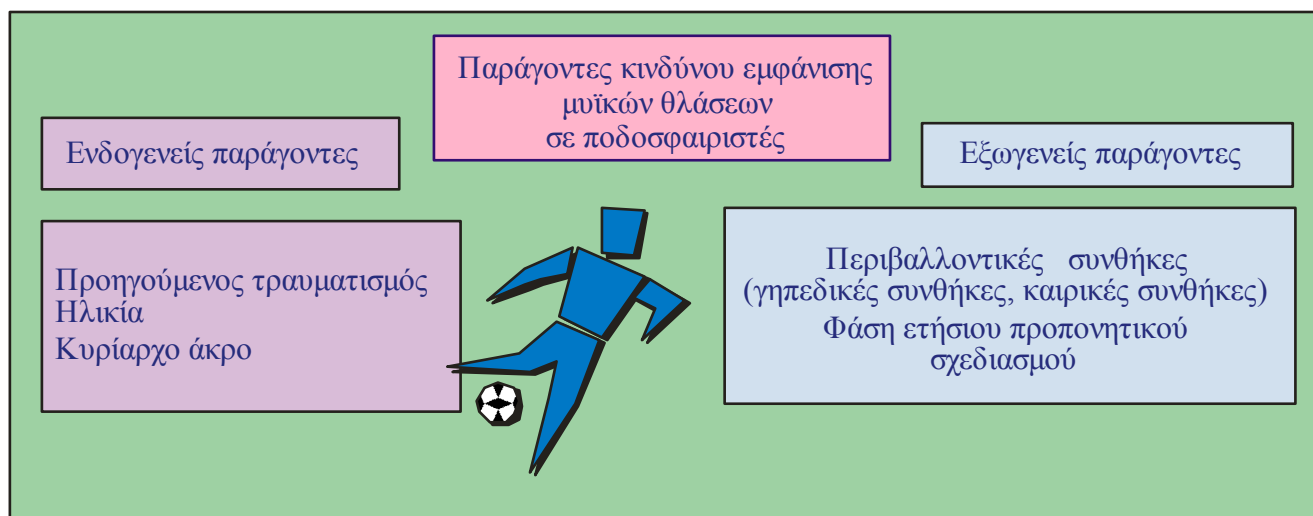 Παράγοντες κινδύνου εμφάνισης
μυϊκών θλάσεων
σε ποδοσφαιριστές
Ενδογενείς παράγοντες
Εξωγενείς παράγοντες
Προηγούμενος τραυματισμός
Ηλικία
Κυρίαρχο άκρο
Περιβαλλοντικές συνθήκες
(γηπεδικές συνθήκες, καιρικές συνθήκες)
Φάση ετήσιου προπονητικού
σχεδιασμού